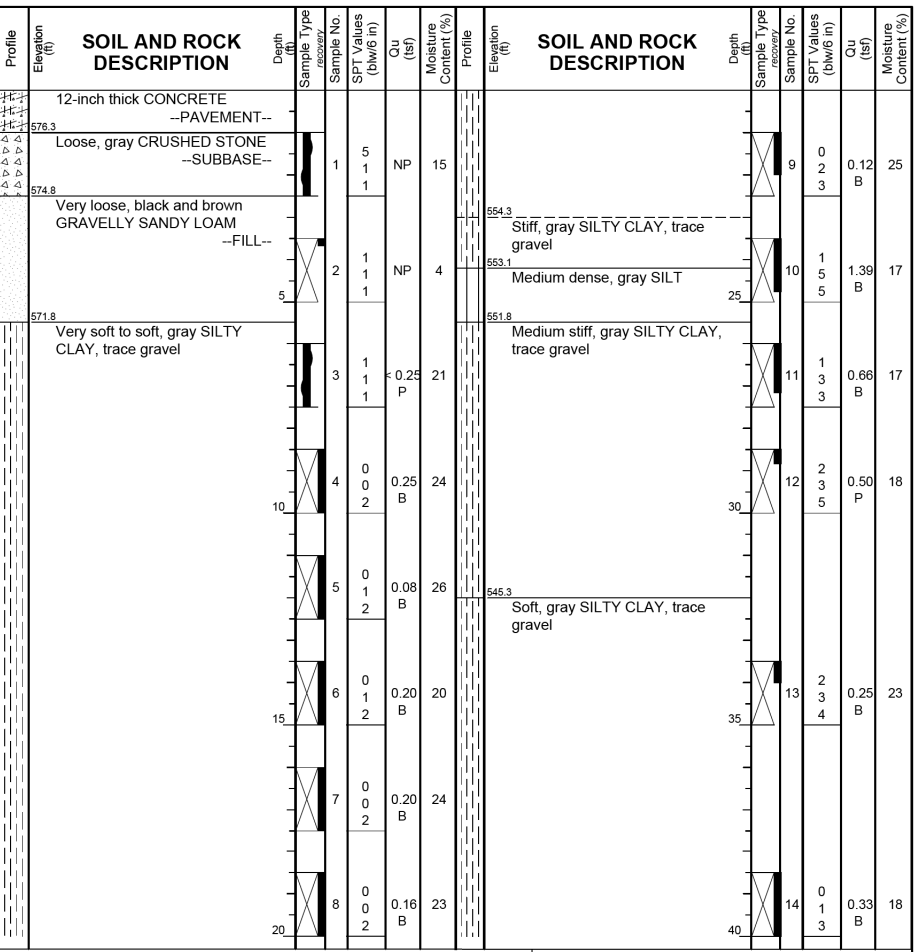 Profile
Elevation (ft)
SOIL AND ROCK
DESCRIPTION
Depth (ft)
Sample Type
recovery
Sample No.
SPT Values
(blw/6 in)
Qu
(tsf)
Moisture
Content (%)
12-inch thick CONCRETE
--PAVEMENT--
576.3
Loose, gray CRUSHED STONE
--SUBBASE--
1
5
1
1
NP
15
574.8
Very loose, black and brown
GRAVELLY SANDY LOAM
--FILL--
2
1
1
1
NP
4
5
571.8
Very soft to soft, gray SILTY
CLAY, trace gravel
3
1
1
1
< 0.25
P
21
4
0
0
2
0.25
B
24
10
5
0
1
2
0.08
B
26
6
0
1
2
0.20
B
20
15
7
0
0
2
0.20
B
24
8
0
0
2
0.16
B
23
20
Profile
Elevation (ft)
SOIL AND ROCK
DESCRIPTION
Depth (ft)
Sample Type
recovery
Sample No.
SPT Values
(blw/6 in)
Qu
(tsf)
Moisture
Content (%)
9
0
2
3
0.12
B
25
554.3
Stiff, gray SILTY CLAY, trace
gravel
553.1
Medium dense, gray SILT
10
1
5
5
1.39
B
17
25
551.8
Medium stiff, gray SILTY CLAY,
trace gravel
11
1
3
3
0.66
B
17
12
2
3
5
0.50
P
18
30
545.3
Soft, gray SILTY CLAY, trace
gravel
13
2
3
4
0.25
B
23
35
14
0
1
3
0.33
B
18
40